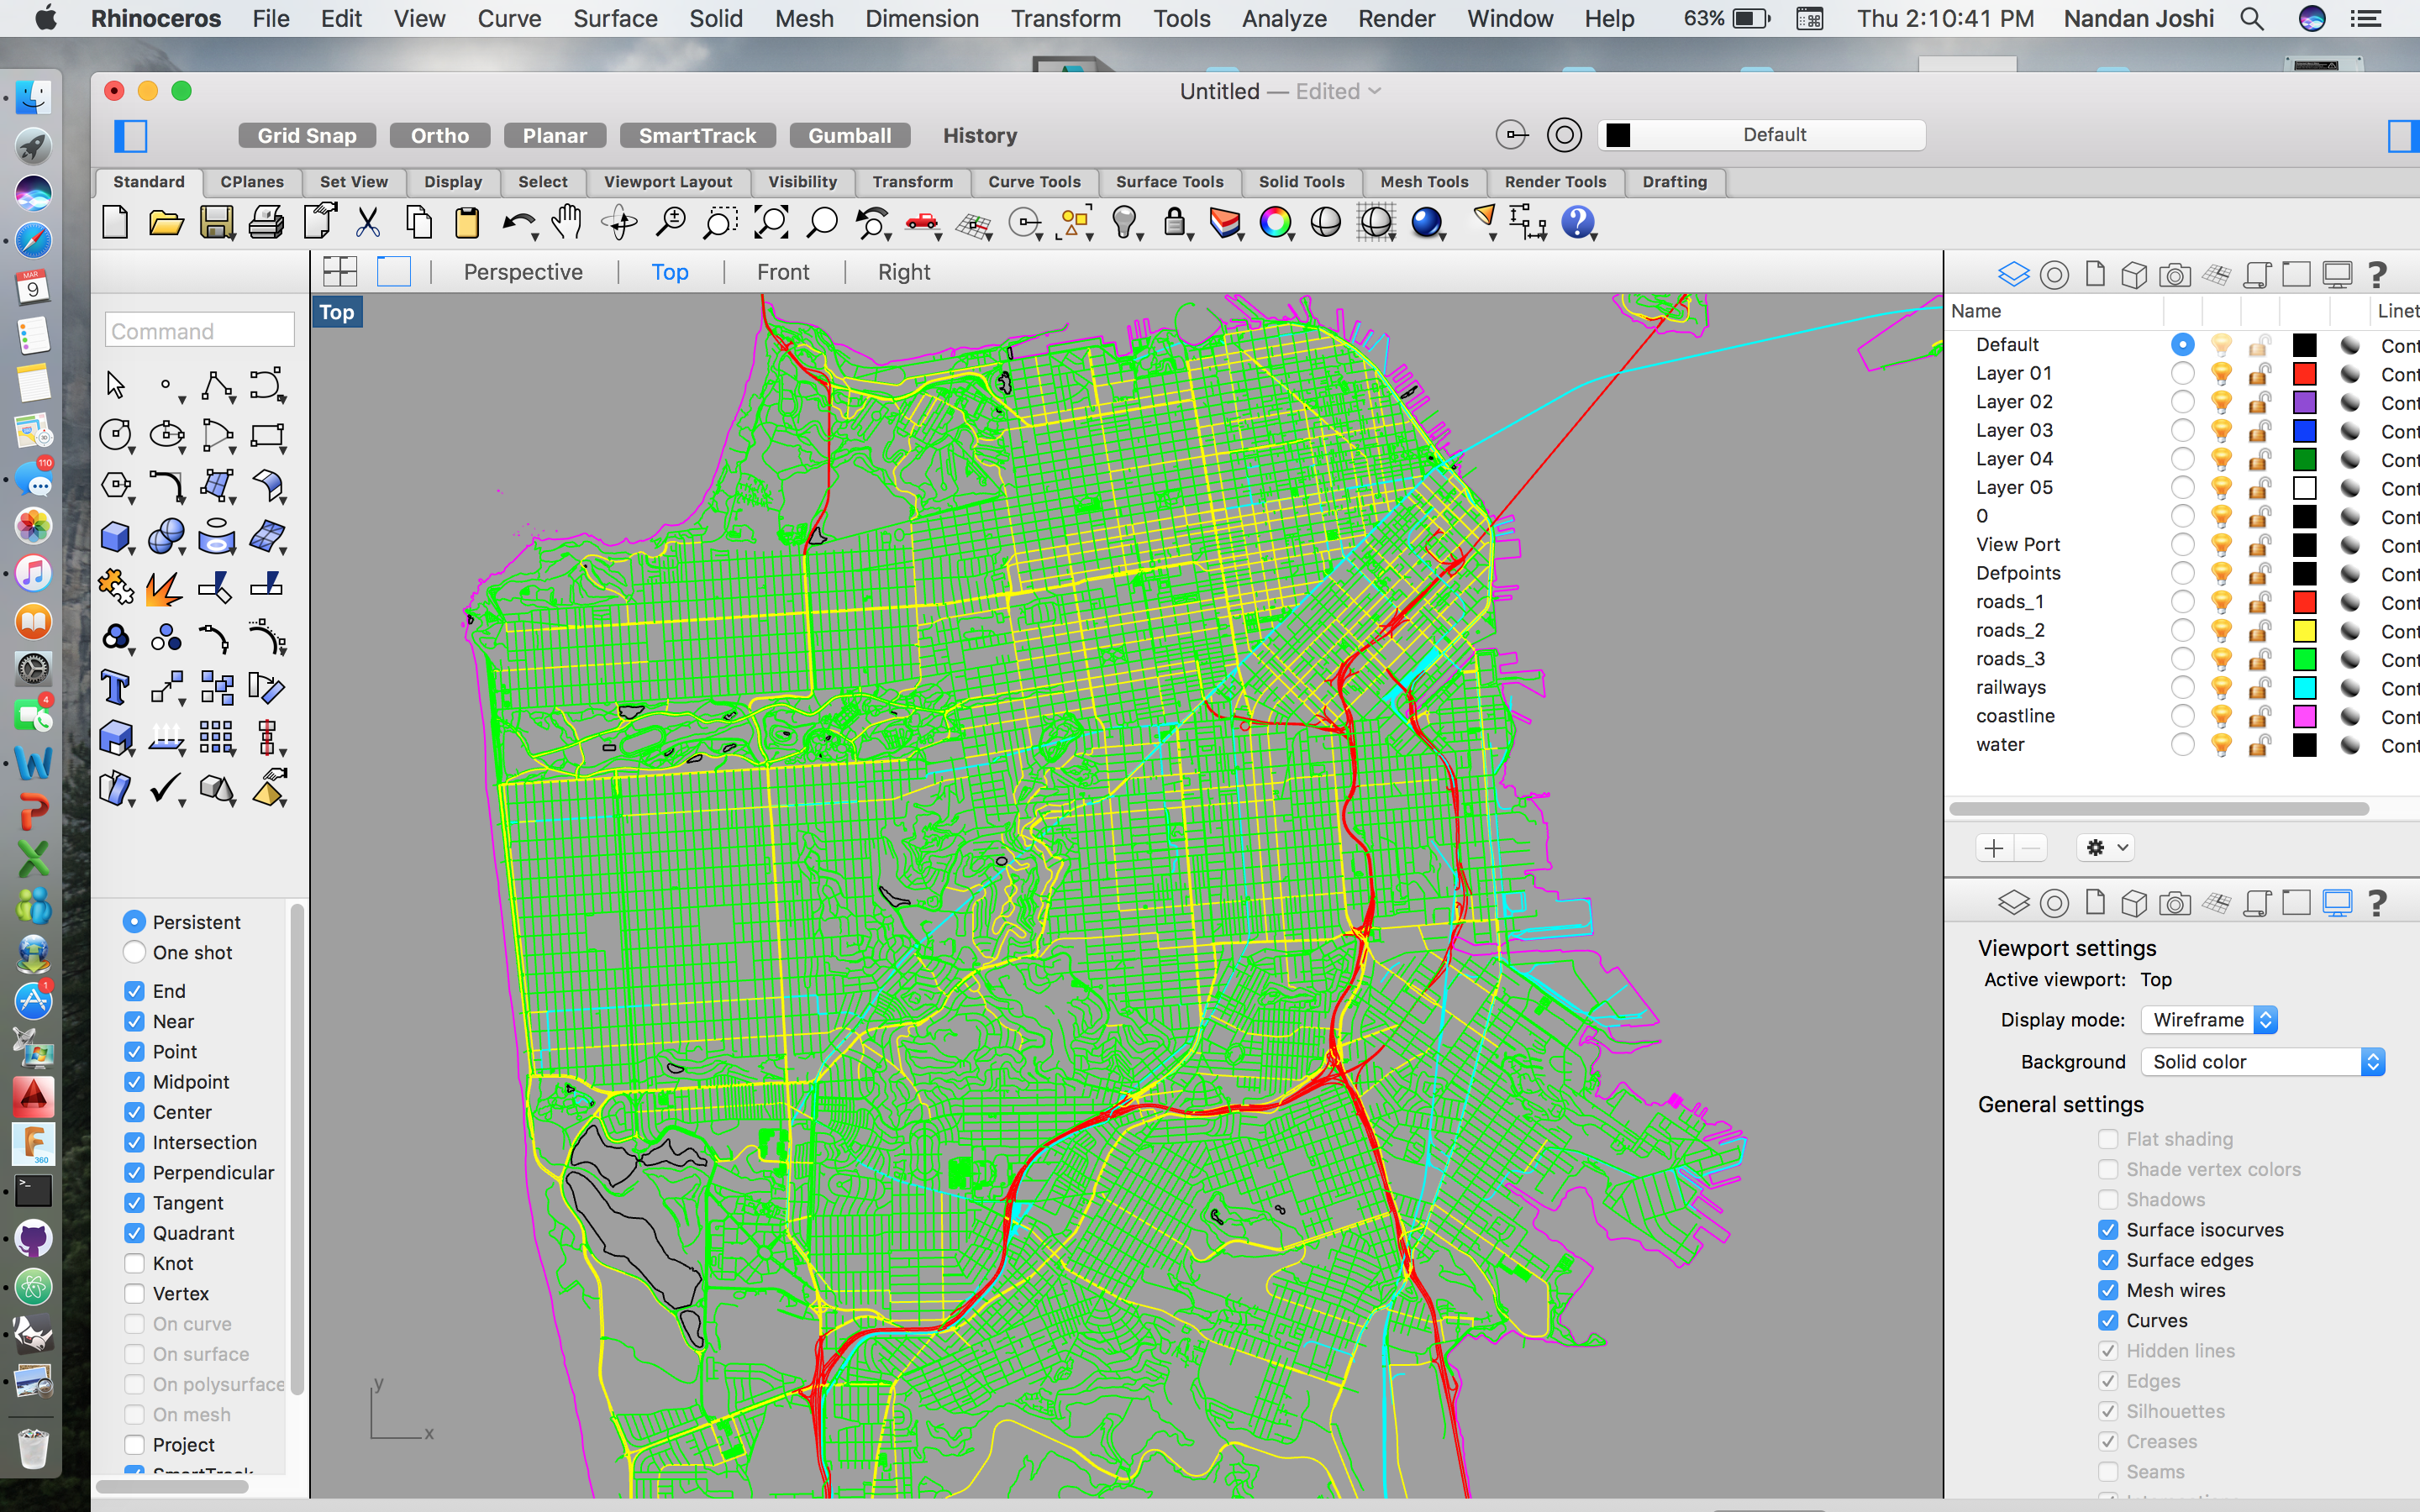 Rhinoceros File Edit View Curve Surface Solid Mesh Dimension Transform Tools Analyze Render Window Help 63% Thu 2:10:41 PM Nandan Joshi
Untitled — Edited
Grid Snap Ortho Planar SmartTrack Gumball History Default
Standard CPlanes Set View Display Select Viewport Layout Visibility Transform Curve Tools Surface Tools Solid Tools Mesh Tools Render Tools Drafting
Perspective Top Front Right
Top
Command
MAR
9
110
4
1
360
Persistent
One shot
End
Near
Point
Midpoint
Center
Intersection
Perpendicular
Tangent
Quadrant
Knot
Vertex
On curve
On surface
On polysurface
On mesh
Project
SmartTrack
y
x
Name Linet
Default Cont
Layer 01 Cont
Layer 02 Cont
Layer 03 Cont
Layer 04 Cont
Layer 05 Cont
0 Cont
View Port Cont
Defpoints Cont
roads_1 Cont
roads_2 Cont
roads_3 Cont
railways Cont
coastline Cont
water Cont
Viewport settings
Active viewport: Top
Display mode: Wireframe
Background Solid color
General settings
Flat shading
Shade vertex colors
Shadows
Surface isocurves
Surface edges
Mesh wires
Curves
Hidden lines
Edges
Silhouettes
Creases
Seams